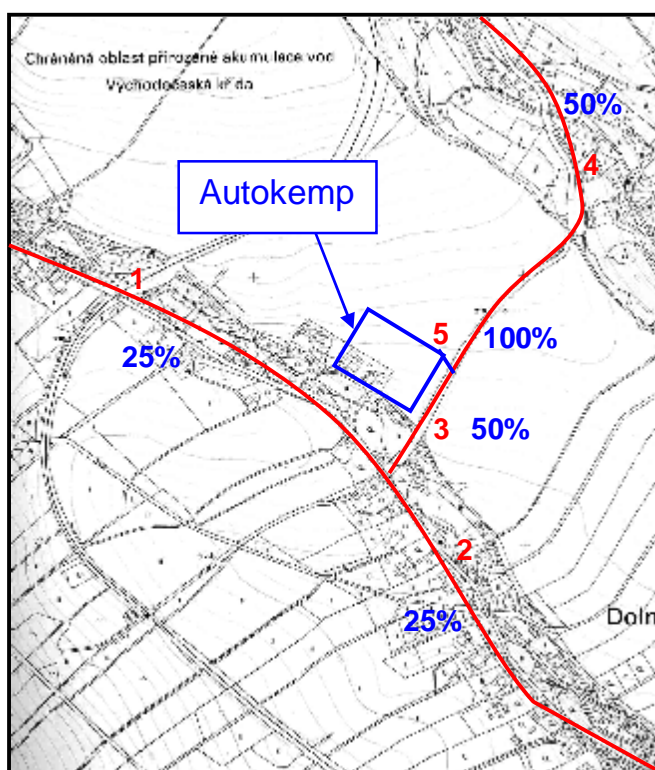 Chráněná oblast přirozené akumulace vod
Východočeská křída
50%
4
Autokemp
1
5
100%
25%
3
50%
2
25%
Doln